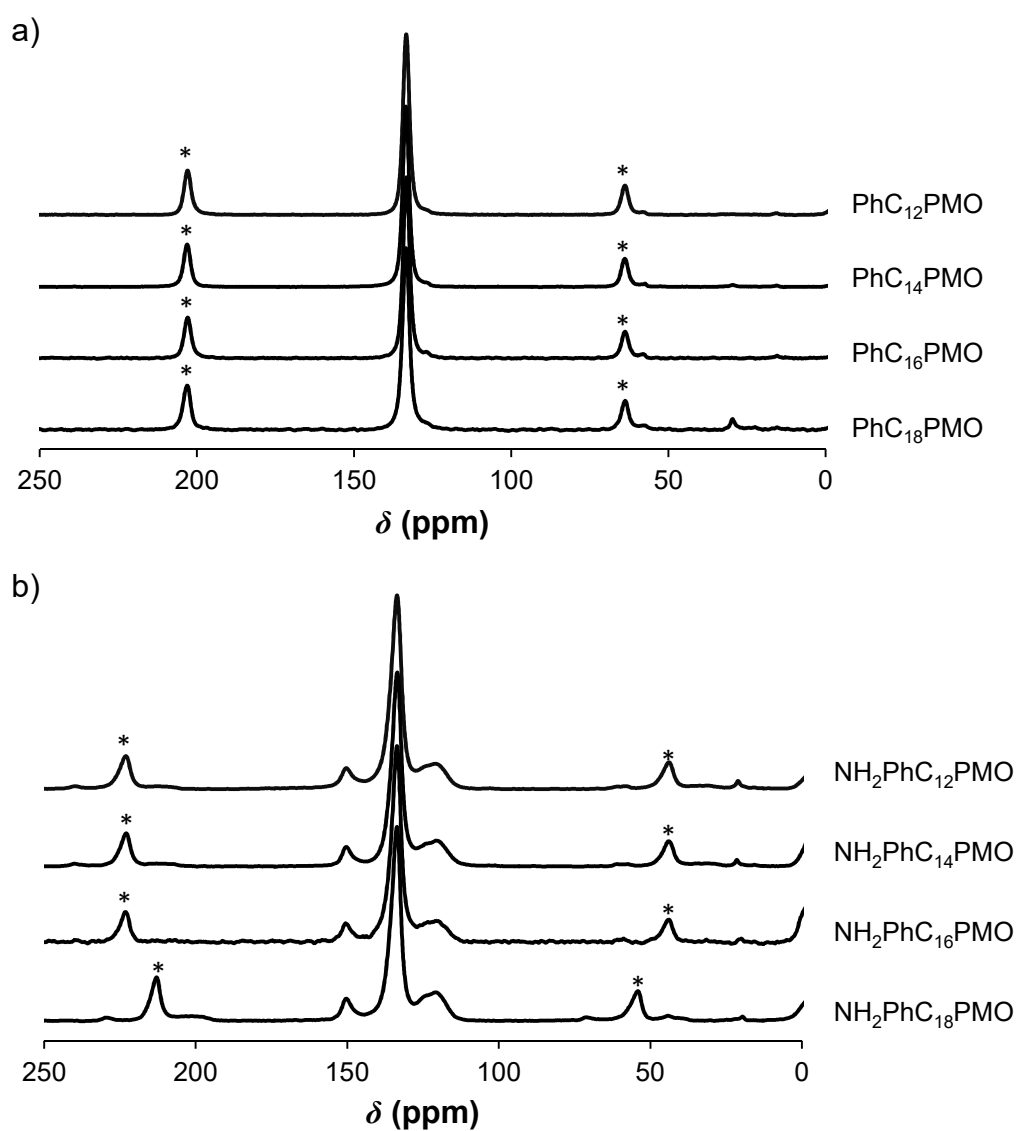 a)
* *
PhC₁₂PMO
* *
PhC₁₄PMO
* *
PhC₁₆PMO
* *
PhC₁₈PMO
250 200 150 100 50 0
δ (ppm)
b)
* *
NH₂PhC₁₂PMO
* *
NH₂PhC₁₄PMO
* *
NH₂PhC₁₆PMO
* *
NH₂PhC₁₈PMO
250 200 150 100 50 0
δ (ppm)